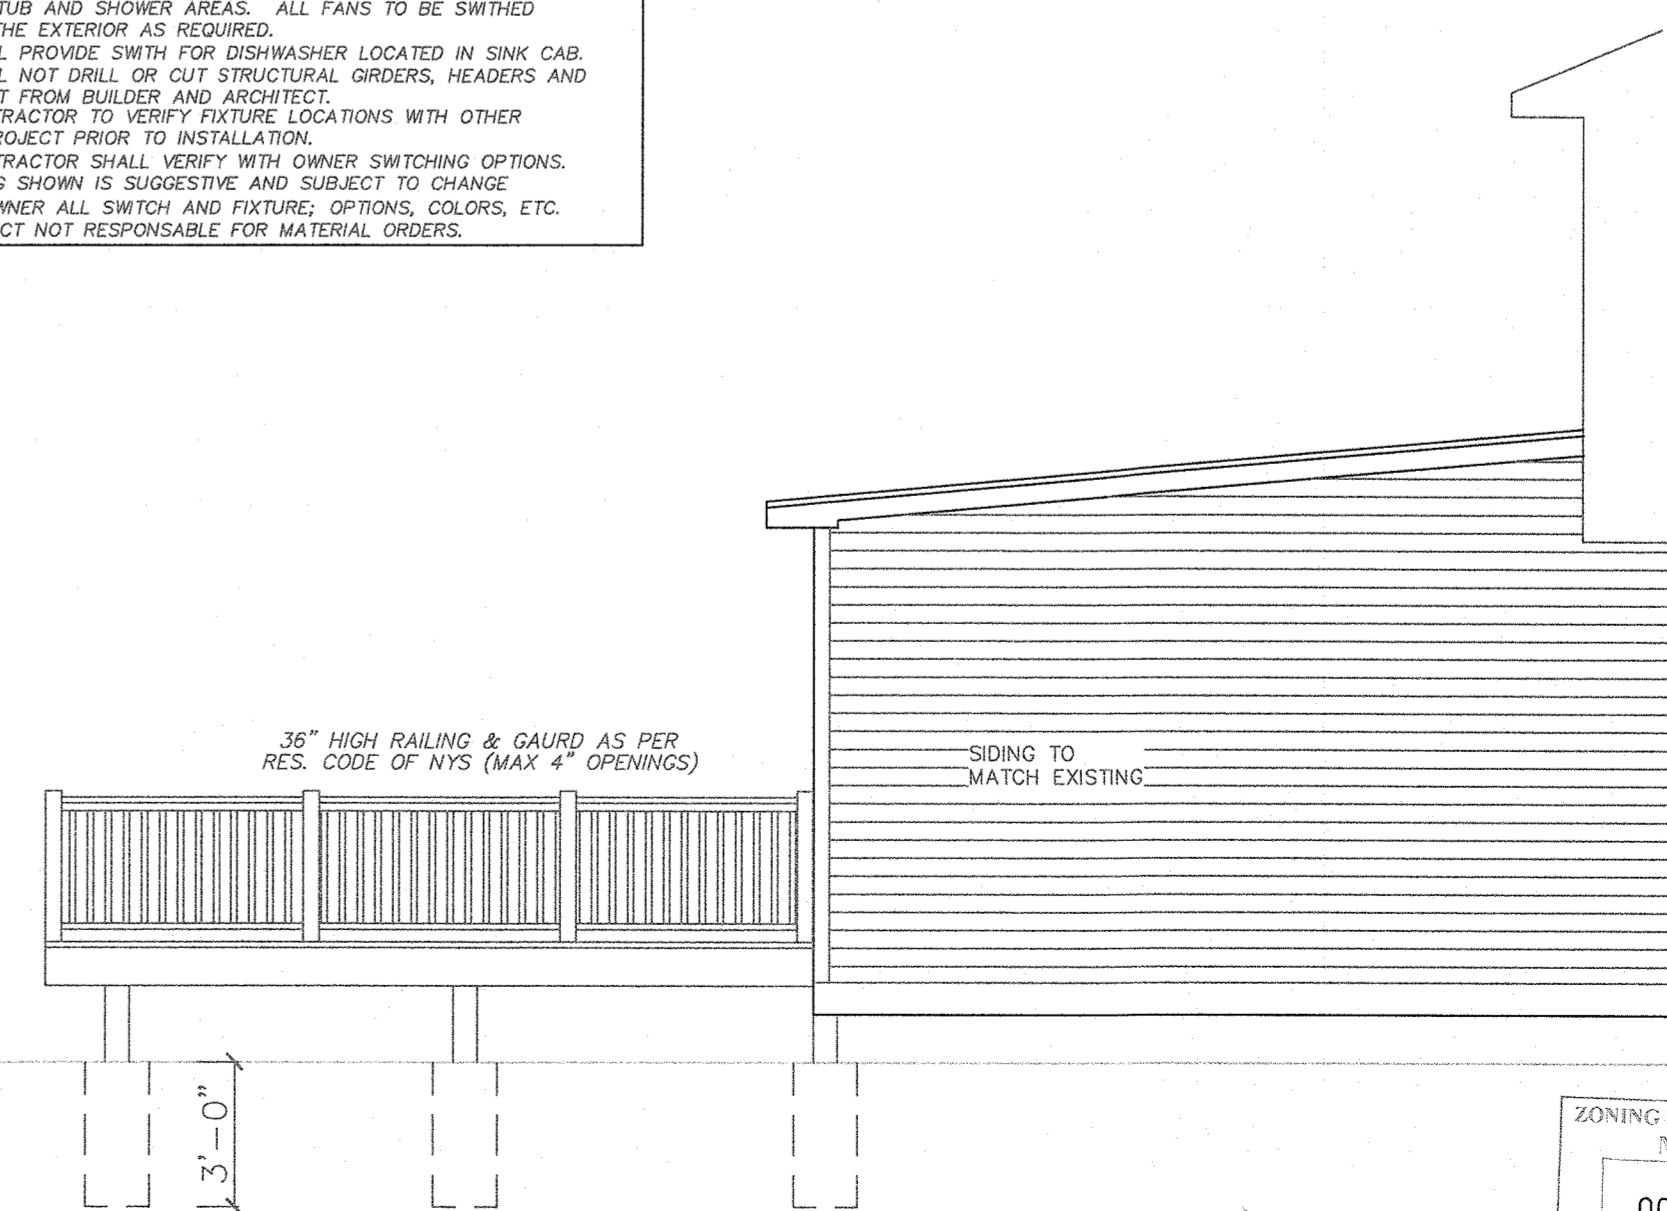 TUB AND SHOWER AREAS. ALL FANS TO BE SWITHED
THE EXTERIOR AS REQUIRED.
L PROVIDE SWITH FOR DISHWASHER LOCATED IN SINK CAB.
L NOT DRILL OR CUT STRUCTURAL GIRDERS, HEADERS AND
T FROM BUILDER AND ARCHITECT.
TRACTOR TO VERIFY FIXTURE LOCATIONS WITH OTHER
ROJECT PRIOR TO INSTALLATION.
TRACTOR SHALL VERIFY WITH OWNER SWITCHING OPTIONS.
G SHOWN IS SUGGESTIVE AND SUBJECT TO CHANGE
WNER ALL SWITCH AND FIXTURE; OPTIONS, COLORS, ETC.
CT NOT RESPONSABLE FOR MATERIAL ORDERS.
36" HIGH RAILING & GAURD AS PER
RES. CODE OF NYS (MAX 4" OPENINGS)
SIDING TO
MATCH EXISTING
3'-0"
ZONING